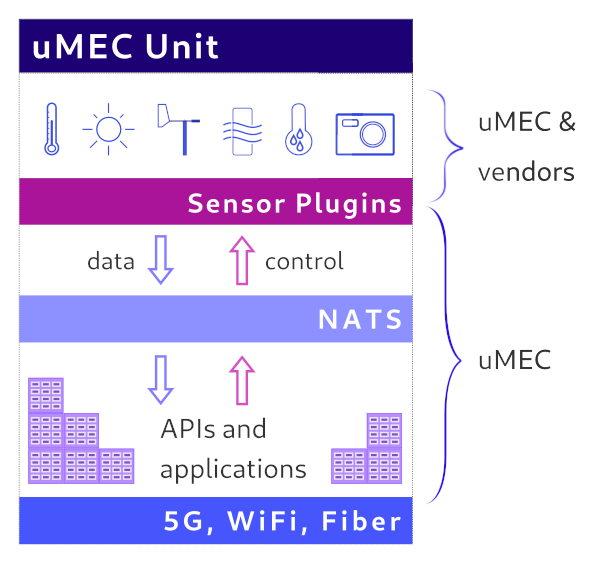 uMEC Unit
uMEC &
vendors
Sensor Plugins
data
control
NATS
uMEC
APIs and
applications
5G, WiFi, Fiber